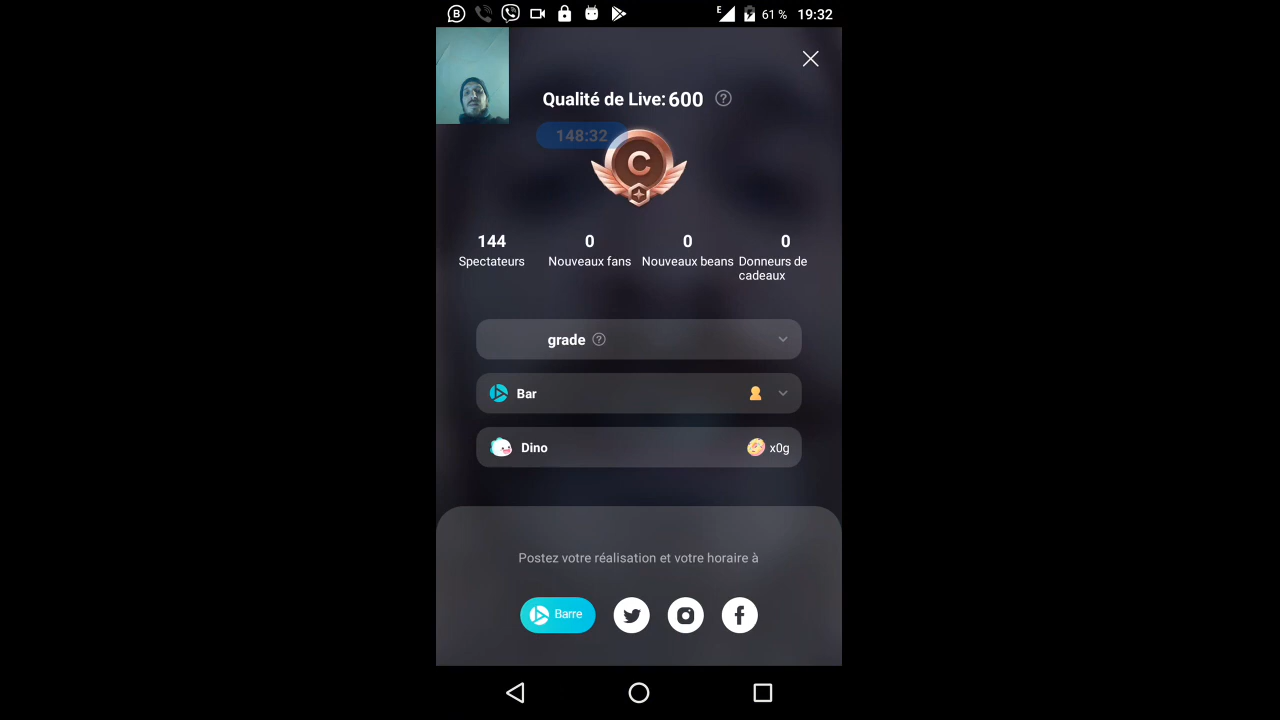 E 61 % 19:32
Qualité de Live: 600 ?
148:32
C
144 0 0 0
Spectateurs Nouveaux fans Nouveaux beans Donneurs de
cadeaux
grade ?
Bar
Dino x0g
Postez votre réalisation et votre horaire à
Barre